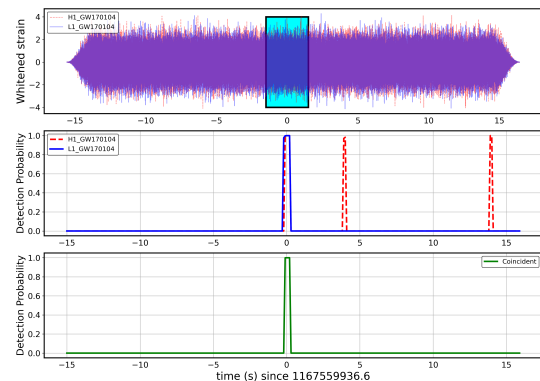 H1_GW170104
L1_GW170104
Whitened strain
4
2
0
−2
−4
−15 −10 −5 0 5 10 15
H1_GW170104
L1_GW170104
Detection Probability
1.0
0.8
0.6
0.4
0.2
0.0
−15 −10 −5 0 5 10 15
Coincident
Detection Probability
1.0
0.8
0.6
0.4
0.2
0.0
−15 −10 −5 0 5 10 15
time (s) since 1167559936.6